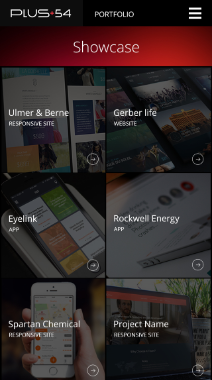 PLUS+54
PORTFOLIO
Showcase
Ulmer & Berne
RESPONSIVE SITE
Gerber life
WEBSITE
Eyelink
APP
Rockwell Energy
APP
Spartan Chemical
RESPONSIVE SITE
Project Name
RESPONSIVE SITE